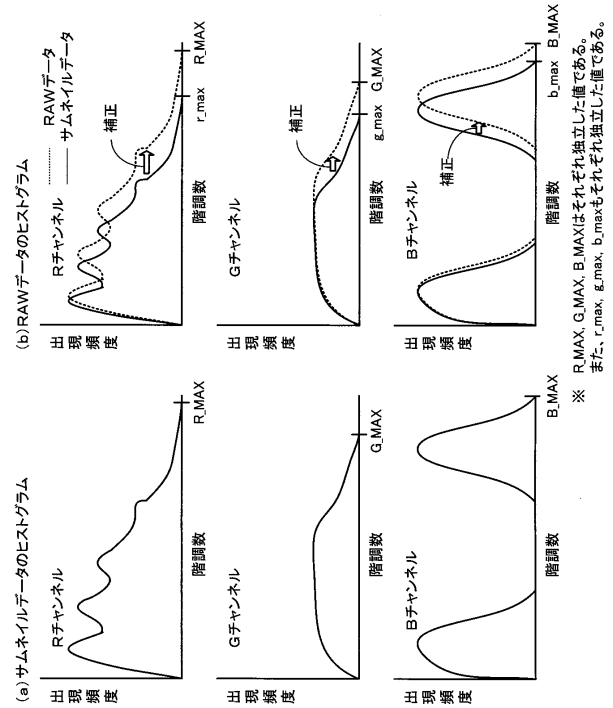 (a)サムネイルデータのヒストグラム
出現頻度
Rチャンネル
階調数
R_MAX
出現頻度
Gチャンネル
階調数
G_MAX
出現頻度
Bチャンネル
階調数
B_MAX
(b)RAWデータのヒストグラム
RAWデータ
サムネイルデータ
出現頻度
Rチャンネル
補正
階調数
r_max
R_MAX
出現頻度
Gチャンネル
補正
階調数
g_max
G_MAX
出現頻度
Bチャンネル
補正
階調数
b_max
B_MAX
※ R_MAX, G_MAX, B_MAXはそれぞれ独立した値である。
また、r_max, g_max, b_maxもそれぞれ独立した値である。